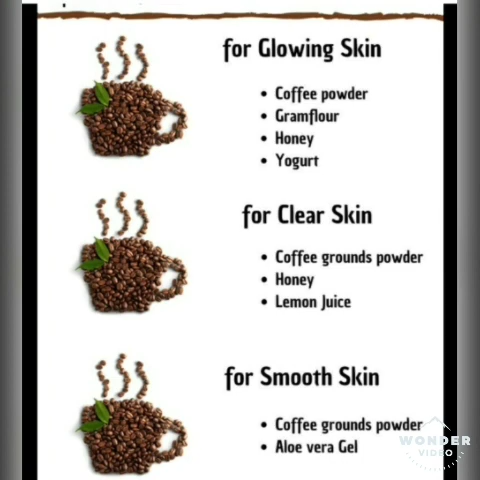 for Glowing Skin
• Coffee powder
• Gramflour
• Honey
• Yogurt
for Clear Skin
• Coffee grounds powder
• Honey
• Lemon Juice
for Smooth Skin
• Coffee grounds powder
• Aloe vera Gel
WONDER
VIDEO